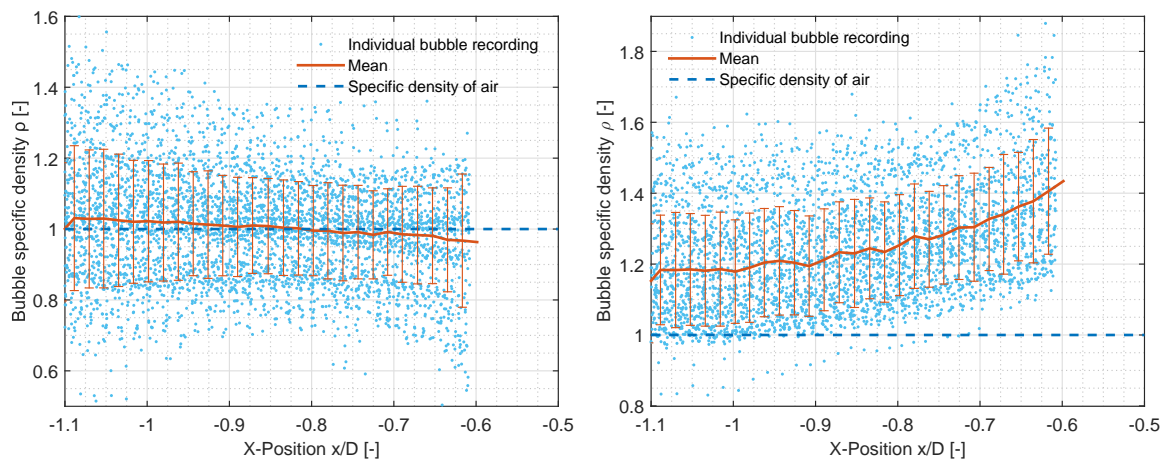 1.6
1.4
1.2
1
0.8
0.6
Bubble specific density ρ [-]
Individual bubble recording
Mean
Specific density of air
-1.1 -1 -0.9 -0.8 -0.7 -0.6 -0.5
X-Position x/D [-]
1.8
1.6
1.4
1.2
1
0.8
Bubble specific density ρ [-]
Individual bubble recording
Mean
Specific density of air
-1.1 -1 -0.9 -0.8 -0.7 -0.6 -0.5
X-Position x/D [-]